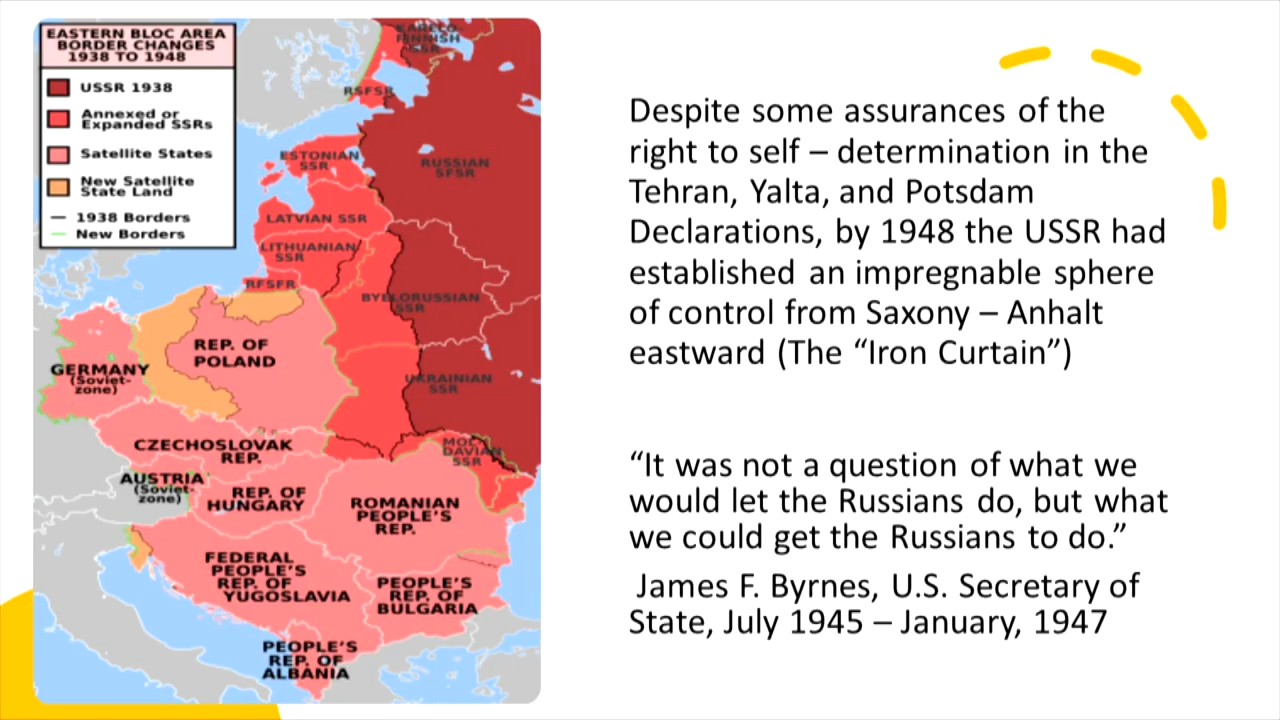 EASTERN BLOC AREA
BORDER CHANGES
1938 TO 1948
USSR 1938
Annexed or
Expanded SSRs
Satellite States
New Satellite
State Land
1938 Borders
New Borders
KARELO-
FINNISH
SSR
RSFSR
ESTONIAN
SSR
RUSSIAN
SFSR
LATVIAN SSR
LITHUANIAN
SSR
RFSFR
BYELORUSSIAN
SSR
REP. OF
POLAND
GERMANY
(Soviet-
zone)
UKRAINIAN
SSR
CZECHOSLOVAK
REP.
MOL
DAVIAN
SSR
AUSTRIA
(Soviet-
zone)
REP. OF
HUNGARY
ROMANIAN
PEOPLE'S
REP.
FEDERAL
PEOPLE'S
REP. OF
YUGOSLAVIA
PEOPLE'S
REP. OF
BULGARIA
PEOPLE'S
REP. OF
ALBANIA
Despite some assurances of the
right to self – determination in the
Tehran, Yalta, and Potsdam
Declarations, by 1948 the USSR had
established an impregnable sphere
of control from Saxony – Anhalt
eastward (The “Iron Curtain”)
“It was not a question of what we
would let the Russians do, but what
we could get the Russians to do.”
James F. Byrnes, U.S. Secretary of
State, July 1945 – January, 1947